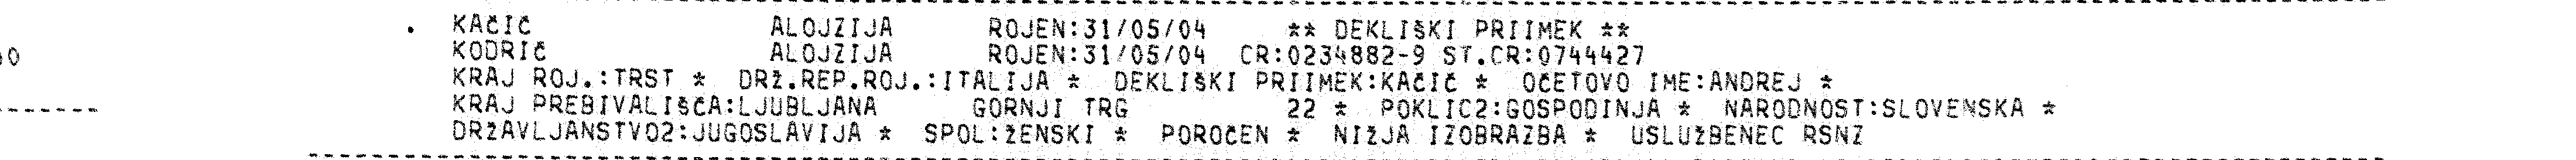 . KAČIČ ALOJZIJA ROJEN:31/05/04 ** DEKLIŠKI PRIIMEK **
KODRIČ ALOJZIJA ROJEN:31/05/04 CR:0234882-9 ST.CR:0744427
KRAJ ROJ.:TRST * DRŽ.REP.ROJ.:ITALIJA * DEKLIŠKI PRIIMEK:KAČIČ * OČETOVO IME:ANDREJ *
KRAJ PREBIVALIŠČA:LJUBLJANA GORNJI TRG 22 * POKLIC2:GOSPODINJA * NARODNOST:SLOVENSKA *
DRŽAVLJANSTVO2:JUGOSLAVIJA * SPOL:ŽENSKI * POROČEN * NIŽJA IZOBRAZBA * USLUŽBENEC RSNZ